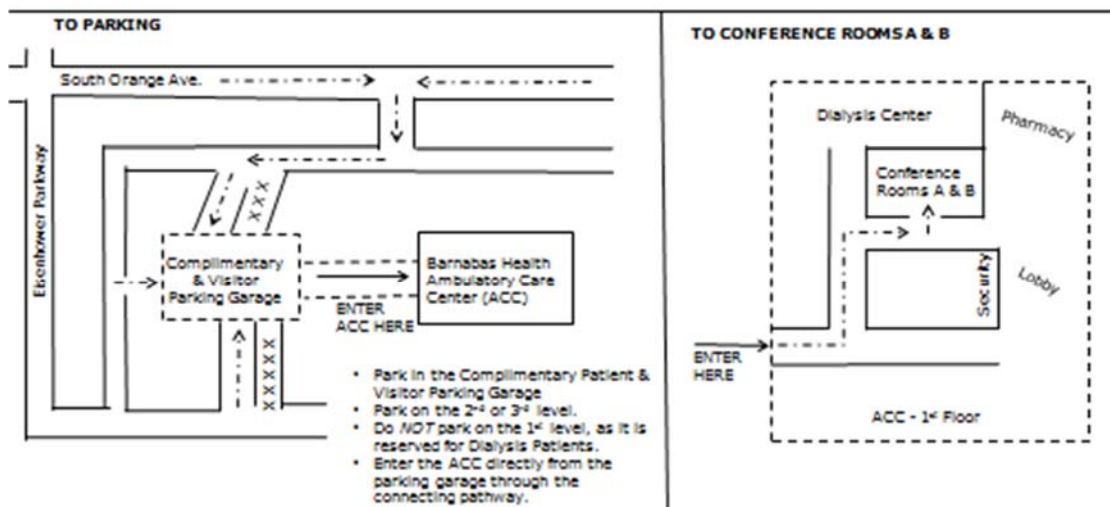 TO PARKING
South Orange Ave.
Eisenhower Parkway
Complimentary
& Visitor
Parking Garage
Barnabas Health
Ambulatory Care
Center (ACC)
ENTER
ACC HERE
X X X
X X X X X
• Park in the Complimentary Patient &
Visitor Parking Garage
• Park on the 2nd or 3rd level.
• Do NOT park on the 1st level, as it is
reserved for Dialysis Patients.
• Enter the ACC directly from the
parking garage through the
connecting pathway.
TO CONFERENCE ROOMS A & B
Dialysis Center
Pharmacy
Conference
Rooms A & B
Security
Lobby
ENTER
HERE
ACC - 1st Floor